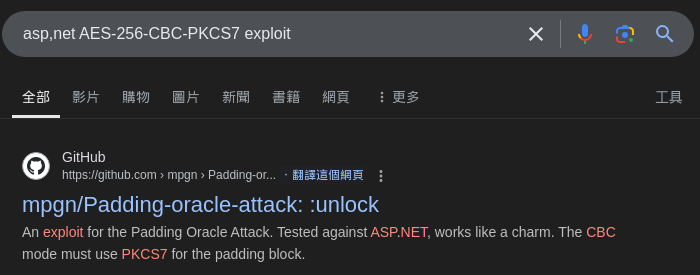 asp,net AES-256-CBC-PKCS7 exploit
全部 影片 購物 圖片 新聞 書籍 網頁 更多 工具
GitHub
https://github.com › mpgn › Padding-or... · 翻譯這個網頁
mpgn/Padding-oracle-attack: :unlock
An exploit for the Padding Oracle Attack. Tested against ASP.NET, works like a charm. The CBC
mode must use PKCS7 for the padding block.